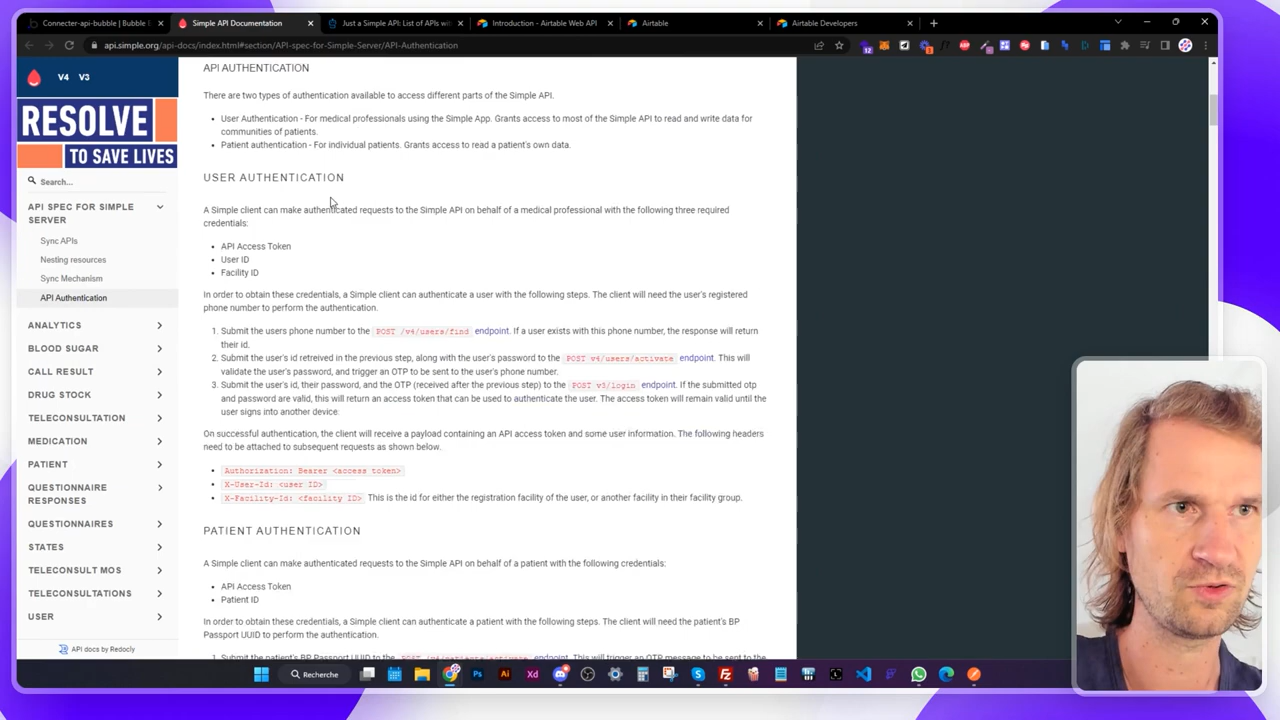 Connecter-api-bubble | Bubble E
Simple API Documentation
Just a Simple API: List of APIs wit
Introduction - Airtable Web API
Airtable
Airtable Developers
api.simple.org/api-docs/index.html#section/API-spec-for-Simple-Server/API-Authentication
V4 V3
RESOLVE
TO SAVE LIVES
Search...
API SPEC FOR SIMPLE
SERVER
Sync APIs
Nesting resources
Sync Mechanism
API Authentication
ANALYTICS
BLOOD SUGAR
CALL RESULT
DRUG STOCK
TELECONSULTATION
MEDICATION
PATIENT
QUESTIONNAIRE
RESPONSES
QUESTIONNAIRES
STATES
TELECONSULT MOS
TELECONSULTATIONS
USER
API docs by Redocly
API AUTHENTICATION
There are two types of authentication available to access different parts of the Simple API.
User Authentication - For medical professionals using the Simple App. Grants access to most of the Simple API to read and write data for
communities of patients.
Patient authentication - For individual patients. Grants access to read a patient's own data.
USER AUTHENTICATION
A Simple client can make authenticated requests to the Simple API on behalf of a medical professional with the following three required
credentials:
API Access Token
User ID
Facility ID
In order to obtain these credentials, a Simple client can authenticate a user with the following steps. The client will need the user's registered
phone number to perform the authentication.
1. Submit the users phone number to the POST /v4/users/find endpoint. If a user exists with this phone number, the response will return
their id.
2. Submit the user's id retreived in the previous step, along with the user's password to the POST v4/users/activate endpoint. This will
validate the user's password, and trigger an OTP to be sent to the user's phone number.
3. Submit the user's id, their password, and the OTP (received after the previous step) to the POST v3/login endpoint. If the submitted otp
and password are valid, this will return an access token that can be used to authenticate the user. The access token will remain valid until the
user signs into another device.
On successful authentication, the client will receive a payload containing an API access token and some user information. The following headers
need to be attached to subsequent requests as shown below.
Authorization: Bearer <access token>
X-User-Id: <user ID>
X-Facility-Id: <facility ID> This is the id for either the registration facility of the user, or another facility in their facility group.
PATIENT AUTHENTICATION
A Simple client can make authenticated requests to the Simple API on behalf of a patient with the following credentials:
API Access Token
Patient ID
In order to obtain these credentials, a Simple client can authenticate a patient with the following steps. The client will need the patient's BP
Passport UUID to perform the authentication.
1. Submit the patient's BP Passport UUID to the POST /v4/patients/activate endpoint. This will trigger an OTP message to be sent to the
Recherche